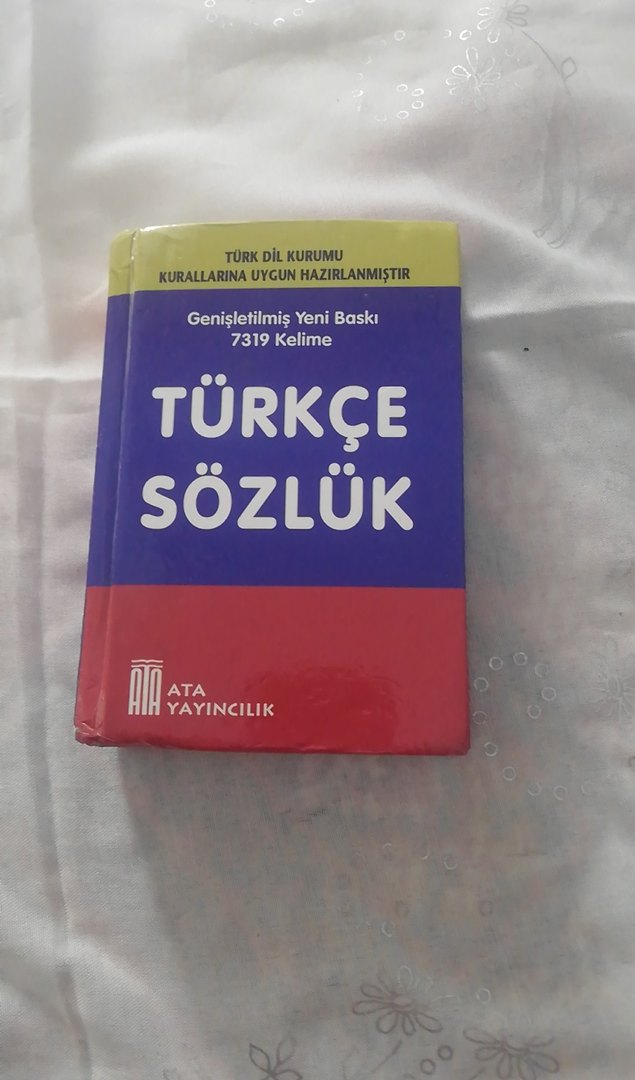 TÜRK DİL KURUMU
KURALLARINA UYGUN HAZIRLANMIŞTIR
Genişletilmiş Yeni Baskı
7319 Kelime
TÜRKÇE
SÖZLÜK
ATA
ATA
YAYINCILIK